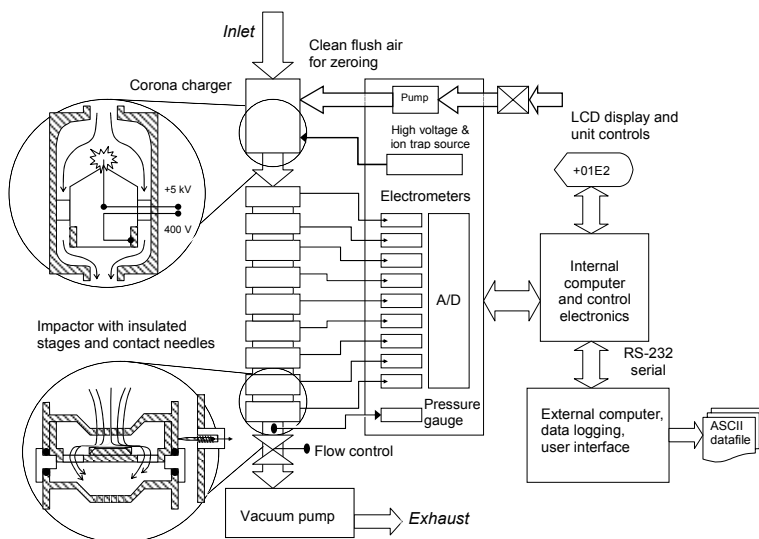 Inlet
Clean flush air
for zeroing
Corona charger
Pump
LCD display and
unit controls
High voltage &
ion trap source
+01E2
+5 kV
400 V
Electrometers
A/D
Internal
computer
and control
electronics
Impactor with insulated
stages and contact needles
RS-232
serial
Pressure
gauge
External computer,
data logging,
user interface
ASCII
datafile
Flow control
Vacuum pump
Exhaust